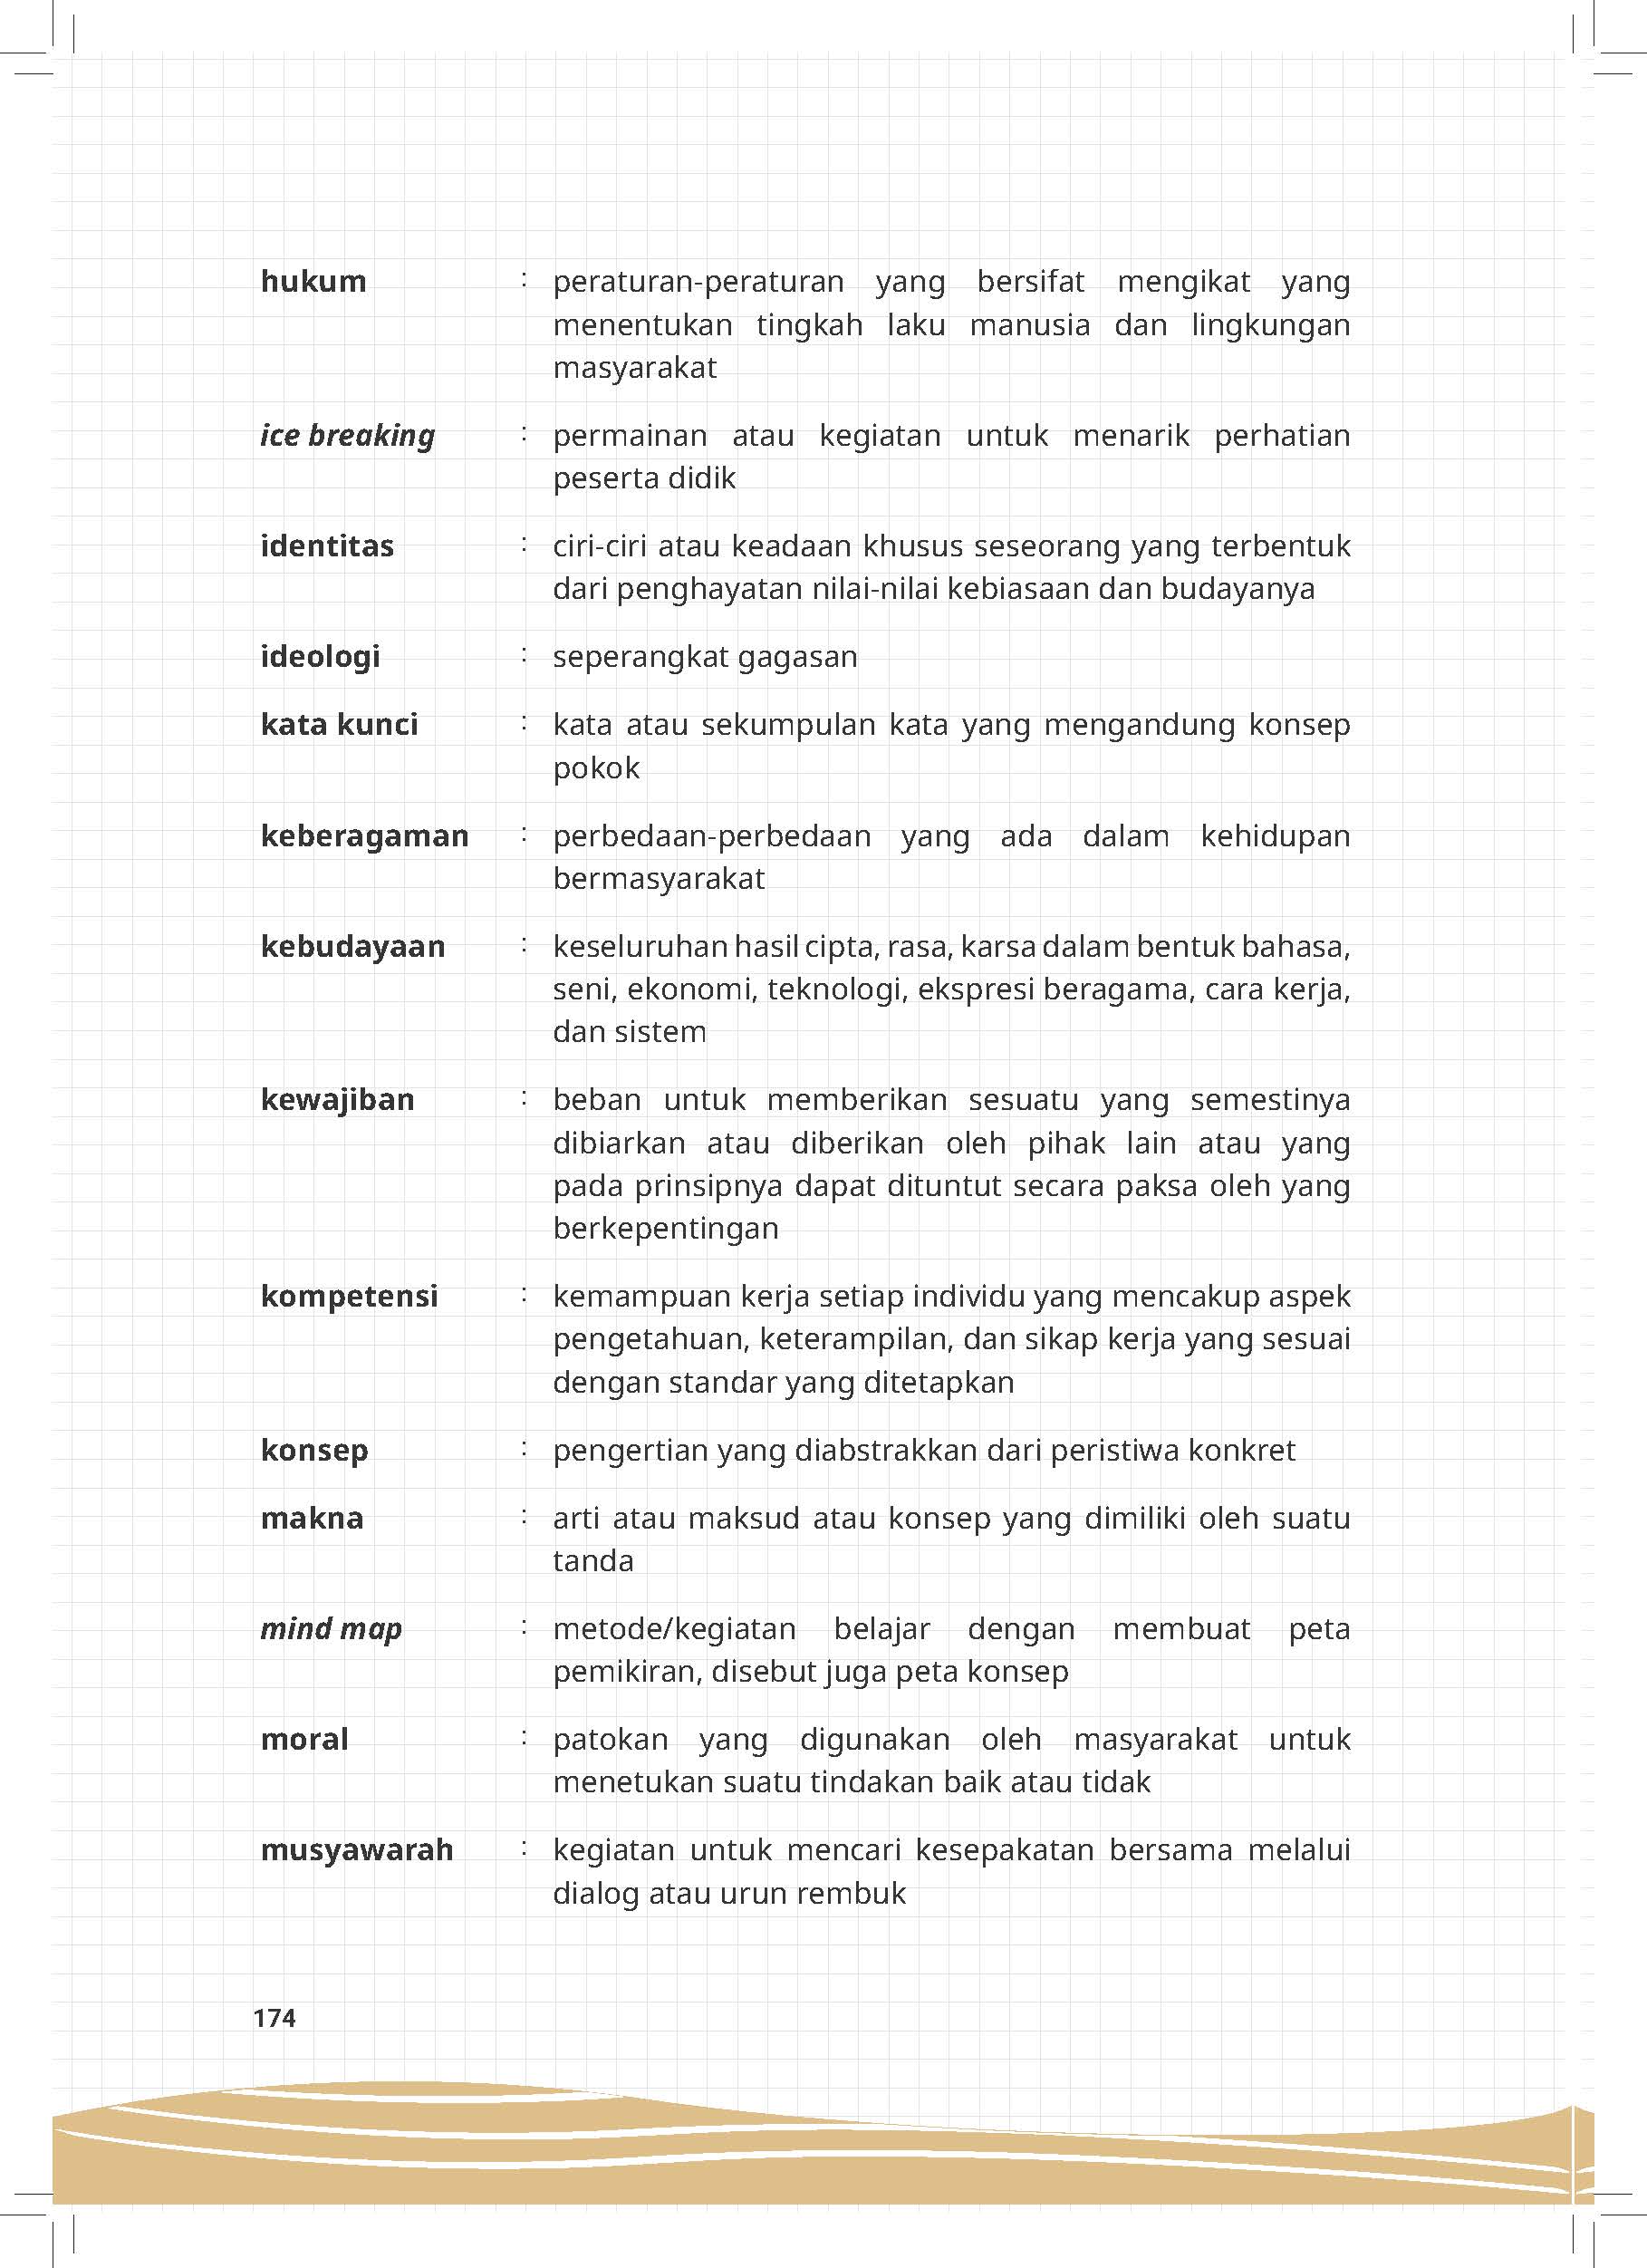 hukum : peraturan-peraturan yang bersifat mengikat yang
menentukan tingkah laku manusia dan lingkungan
masyarakat
ice breaking : permainan atau kegiatan untuk menarik perhatian
peserta didik
identitas : ciri-ciri atau keadaan khusus seseorang yang terbentuk
dari penghayatan nilai-nilai kebiasaan dan budayanya
ideologi : seperangkat gagasan
kata kunci : kata atau sekumpulan kata yang mengandung konsep
pokok
keberagaman : perbedaan-perbedaan yang ada dalam kehidupan
bermasyarakat
kebudayaan : keseluruhan hasil cipta, rasa, karsa dalam bentuk bahasa,
seni, ekonomi, teknologi, ekspresi beragama, cara kerja,
dan sistem
kewajiban : beban untuk memberikan sesuatu yang semestinya
dibiarkan atau diberikan oleh pihak lain atau yang
pada prinsipnya dapat dituntut secara paksa oleh yang
berkepentingan
kompetensi : kemampuan kerja setiap individu yang mencakup aspek
pengetahuan, keterampilan, dan sikap kerja yang sesuai
dengan standar yang ditetapkan
konsep : pengertian yang diabstrakkan dari peristiwa konkret
makna : arti atau maksud atau konsep yang dimiliki oleh suatu
tanda
mind map : metode/kegiatan belajar dengan membuat peta
pemikiran, disebut juga peta konsep
moral : patokan yang digunakan oleh masyarakat untuk
menetukan suatu tindakan baik atau tidak
musyawarah : kegiatan untuk mencari kesepakatan bersama melalui
dialog atau urun rembuk
174